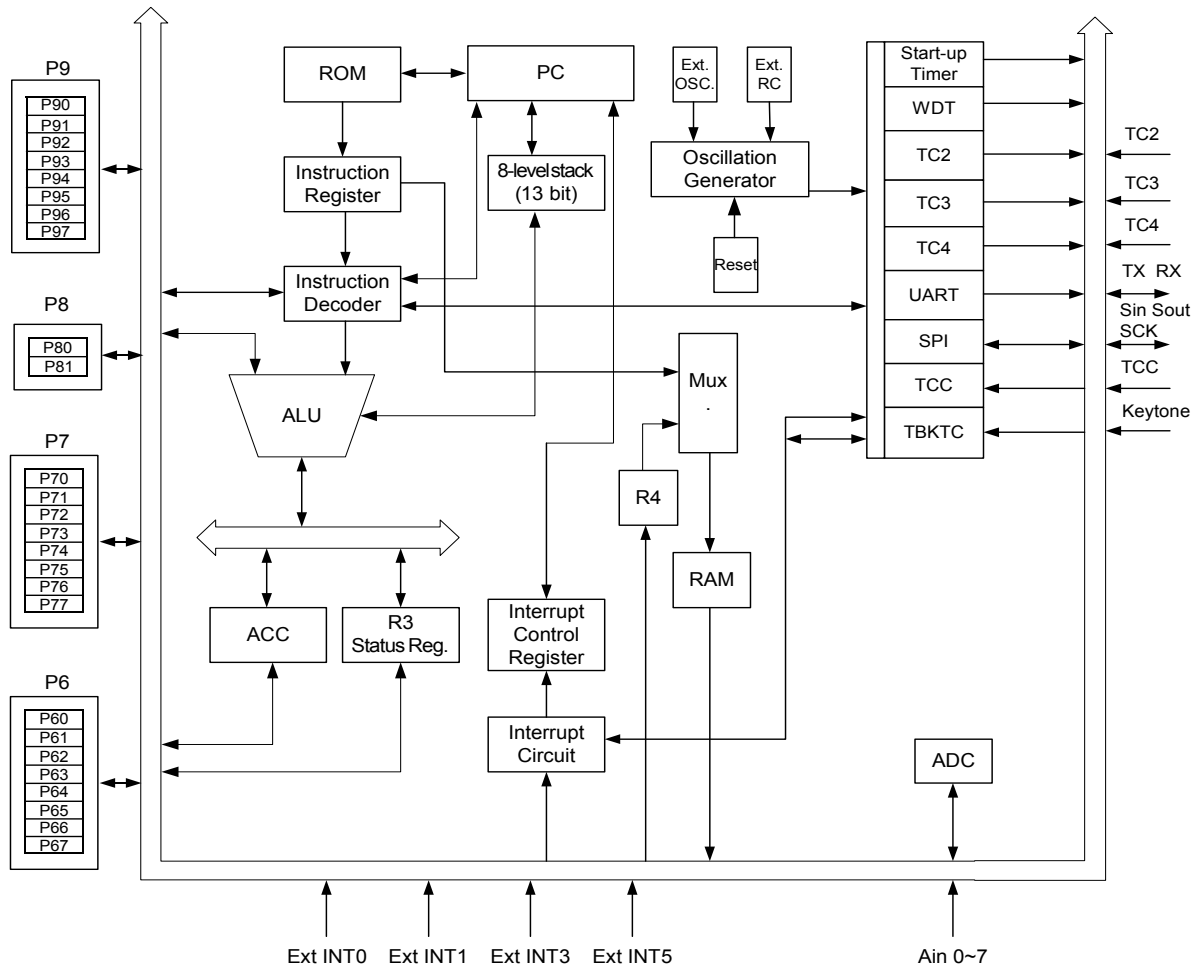 P9
P90
P91
P92
P93
P94
P95
P96
P97
P8
P80
P81
P7
P70
P71
P72
P73
P74
P75
P76
P77
P6
P60
P61
P62
P63
P64
P65
P66
P67
ROM
PC
Instruction
Register
8-level stack
(13 bit)
Instruction
Decoder
ALU
ACC
R3
Status Reg.
Interrupt
Control
Register
Interrupt
Circuit
Ext.
OSC.
Ext.
RC
Oscillation
Generator
Reset
Mux
.
R4
RAM
Start-up
Timer
WDT
TC2
TC3
TC4
UART
SPI
TCC
TBKTC
ADC
TC2
TC3
TC4
TX RX
Sin Sout
SCK
TCC
Keytone
Ext INT0
Ext INT1
Ext INT3
Ext INT5
Ain 0~7